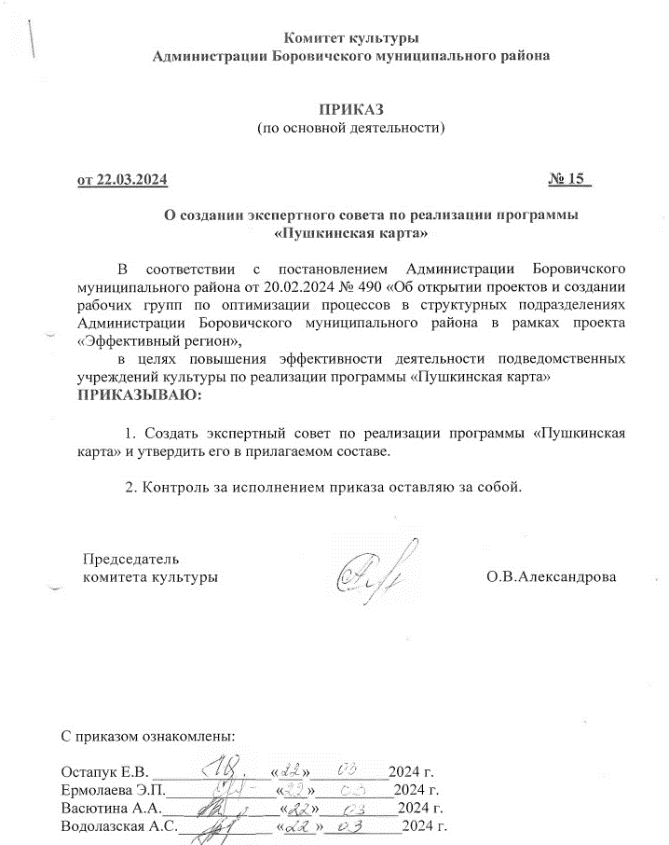 Комитет культуры
Администрации Боровичского муниципального района
ПРИКАЗ
(по основной деятельности)
от 22.03.2024 № 15
О создании экспертного совета по реализации программы
«Пушкинская карта»
В соответствии с постановлением Администрации Боровичского
муниципального района от 20.02.2024 № 490 «Об открытии проектов и создании
рабочих групп по оптимизации процессов в структурных подразделениях
Администрации Боровичского муниципального района в рамках проекта
«Эффективный регион»,
в целях повышения эффективности деятельности подведомственных
учреждений культуры по реализации программы «Пушкинская карта»
ПРИКАЗЫВАЮ:
1. Создать экспертный совет по реализации программы «Пушкинская
карта» и утвердить его в прилагаемом составе.
2. Контроль за исполнением приказа оставляю за собой.
Председатель
комитета культуры О.В.Александрова
С приказом ознакомлены:
Остапук Е.В. «22» 03 2024 г.
Ермолаева Э.П. «22» 03 2024 г.
Васютина А.А. «22» 03 2024 г.
Водолазская А.С. «22» 03 2024 г.